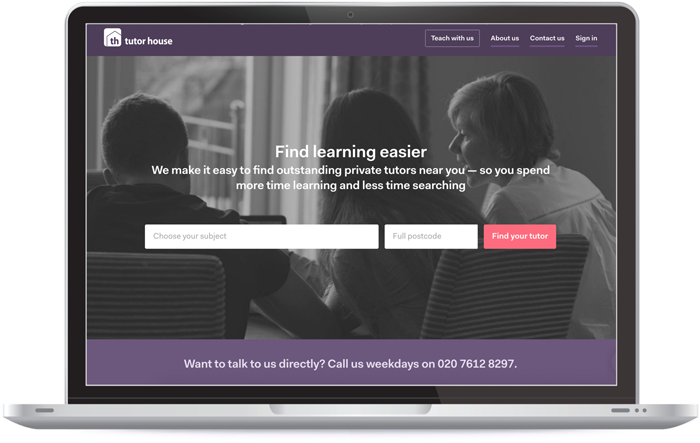 th tutor house
Teach with us
About us
Contact us
Sign in
Find learning easier
We make it easy to find outstanding private tutors near you — so you spend
more time learning and less time searching
Choose your subject
Full postcode
Find your tutor
Want to talk to us directly? Call us weekdays on 020 7612 8297.